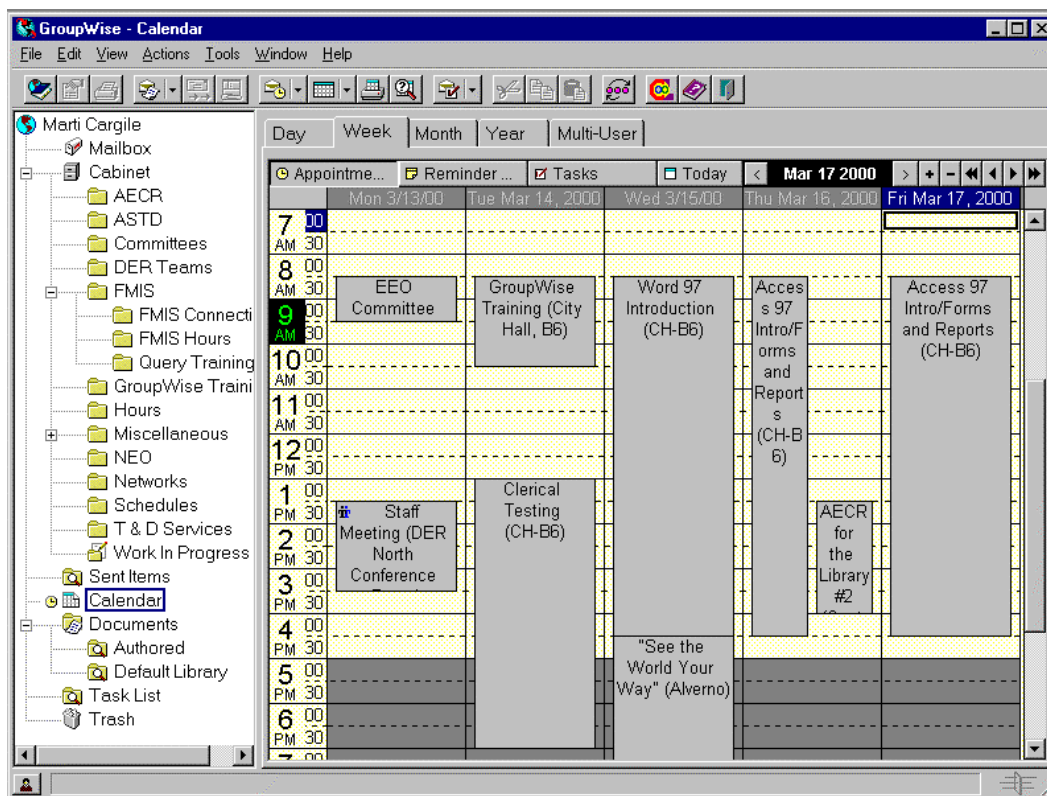 GroupWise - Calendar
File Edit View Actions Tools Window Help
Marti Cargile
Mailbox
Cabinet
AECR
ASTD
Committees
DER Teams
FMIS
FMIS Connecti
FMIS Hours
Query Training
GroupWise Traini
Hours
Miscellaneous
NEO
Networks
Schedules
T & D Services
Work In Progress
Sent Items
Calendar
Documents
Authored
Default Library
Task List
Trash
Day Week Month Year Multi-User
Appointme... Reminder ... Tasks Today < Mar 17 2000 > + -
Mon 3/13/00 Tue Mar 14, 2000 Wed 3/15/00 Thu Mar 16, 2000 Fri Mar 17, 2000
7 00
AM 30
8 00
AM 30
9 00
AM 30
10 00
AM 30
11 00
AM 30
12 00
PM 30
1 00
PM 30
2 00
PM 30
3 00
PM 30
4 00
PM 30
5 00
PM 30
6 00
PM 30
EEO
Committee
Staff
Meeting (DER
North
Conference
GroupWise
Training (City
Hall, B6)
Clerical
Testing
(CH-B6)
Word 97
Introduction
(CH-B6)
"See the
World Your
Way" (Alverno)
Acces
s 97
Intro/F
orms
and
Report
s
(CH-B
6)
AECR
for
the
Library
#2
Access 97
Intro/Forms
and Reports
(CH-B6)